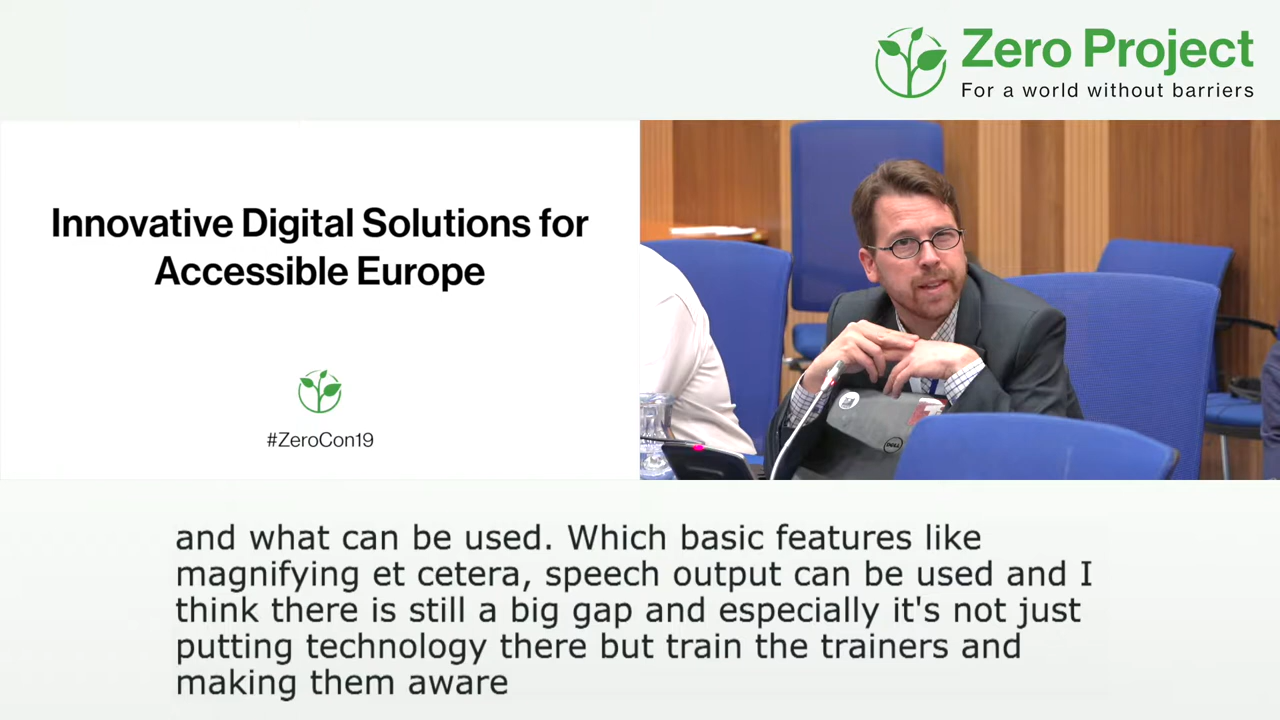 Zero Project
For a world without barriers
Innovative Digital Solutions for
Accessible Europe
#ZeroCon19
DELL
and what can be used. Which basic features like
magnifying et cetera, speech output can be used and I
think there is still a big gap and especially it's not just
putting technology there but train the trainers and
making them aware